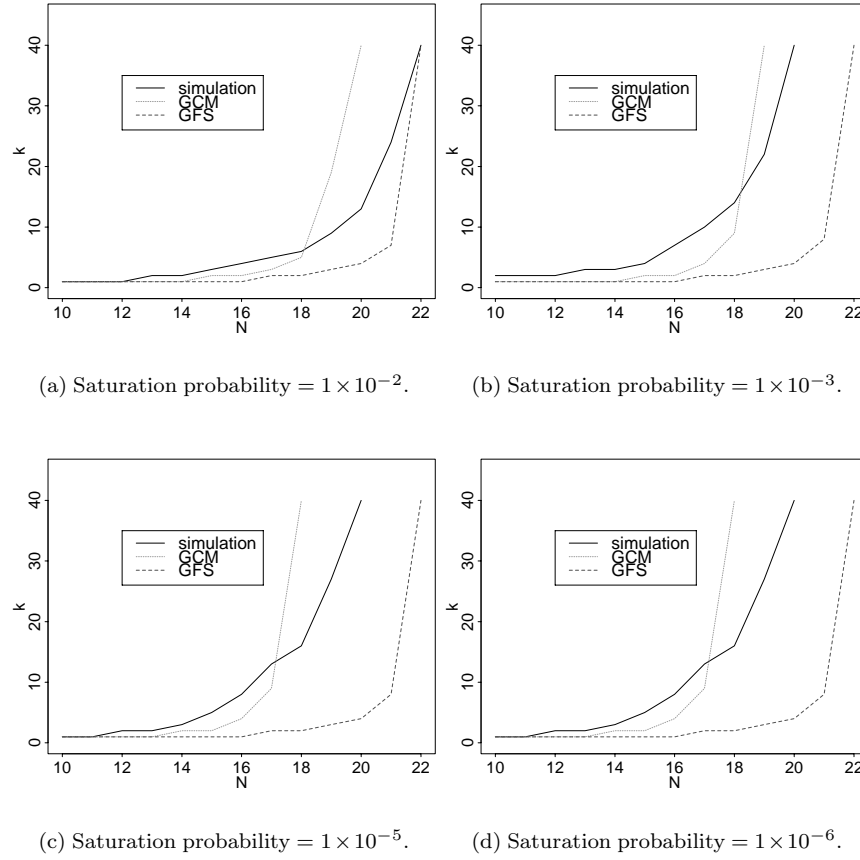 40
30
20
10
0
k
simulation
GCM
GFS
10 12 14 16 18 20 22
N
(a) Saturation probability = 1×10⁻².
40
30
20
10
0
k
simulation
GCM
GFS
10 12 14 16 18 20 22
N
(b) Saturation probability = 1×10⁻³.
40
30
20
10
0
k
simulation
GCM
GFS
10 12 14 16 18 20 22
N
(c) Saturation probability = 1×10⁻⁵.
40
30
20
10
0
k
simulation
GCM
GFS
10 12 14 16 18 20 22
N
(d) Saturation probability = 1×10⁻⁶.